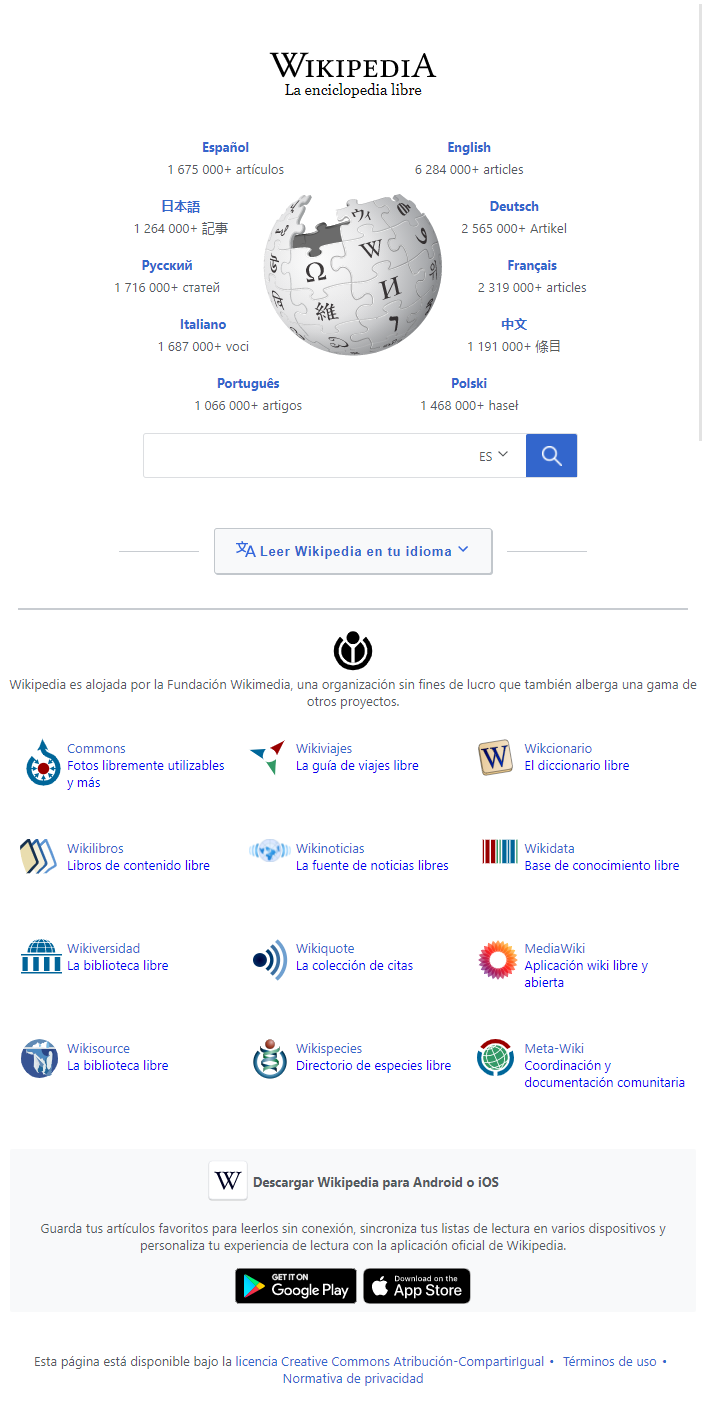 WIKIPEDIA
La enciclopedia libre
Español
1 675 000+ artículos
English
6 284 000+ articles
日本語
1 264 000+ 記事
Deutsch
2 565 000+ Artikel
Русский
1 716 000+ статей
Français
2 319 000+ articles
Italiano
1 687 000+ voci
中文
1 191 000+ 條目
Português
1 066 000+ artigos
Polski
1 468 000+ haseł
Ω W И 維 ウィ
ES
文A Leer Wikipedia en tu idioma
Wikipedia es alojada por la Fundación Wikimedia, una organización sin fines de lucro que también alberga una gama de
otros proyectos.
Commons
Fotos libremente utilizables
y más
Wikiviajes
La guía de viajes libre
W
Wikcionario
El diccionario libre
Wikilibros
Libros de contenido libre
Wikinoticias
La fuente de noticias libres
Wikidata
Base de conocimiento libre
Wikiversidad
La biblioteca libre
Wikiquote
La colección de citas
MediaWiki
Aplicación wiki libre y
abierta
Wikisource
La biblioteca libre
Wikispecies
Directorio de especies libre
Meta-Wiki
Coordinación y
documentación comunitaria
W Descargar Wikipedia para Android o iOS
Guarda tus artículos favoritos para leerlos sin conexión, sincroniza tus listas de lectura en varios dispositivos y
personaliza tu experiencia de lectura con la aplicación oficial de Wikipedia.
GET IT ON
Google Play
Download on the
App Store
Esta página está disponible bajo la licencia Creative Commons Atribución-CompartirIgual • Términos de uso •
Normativa de privacidad